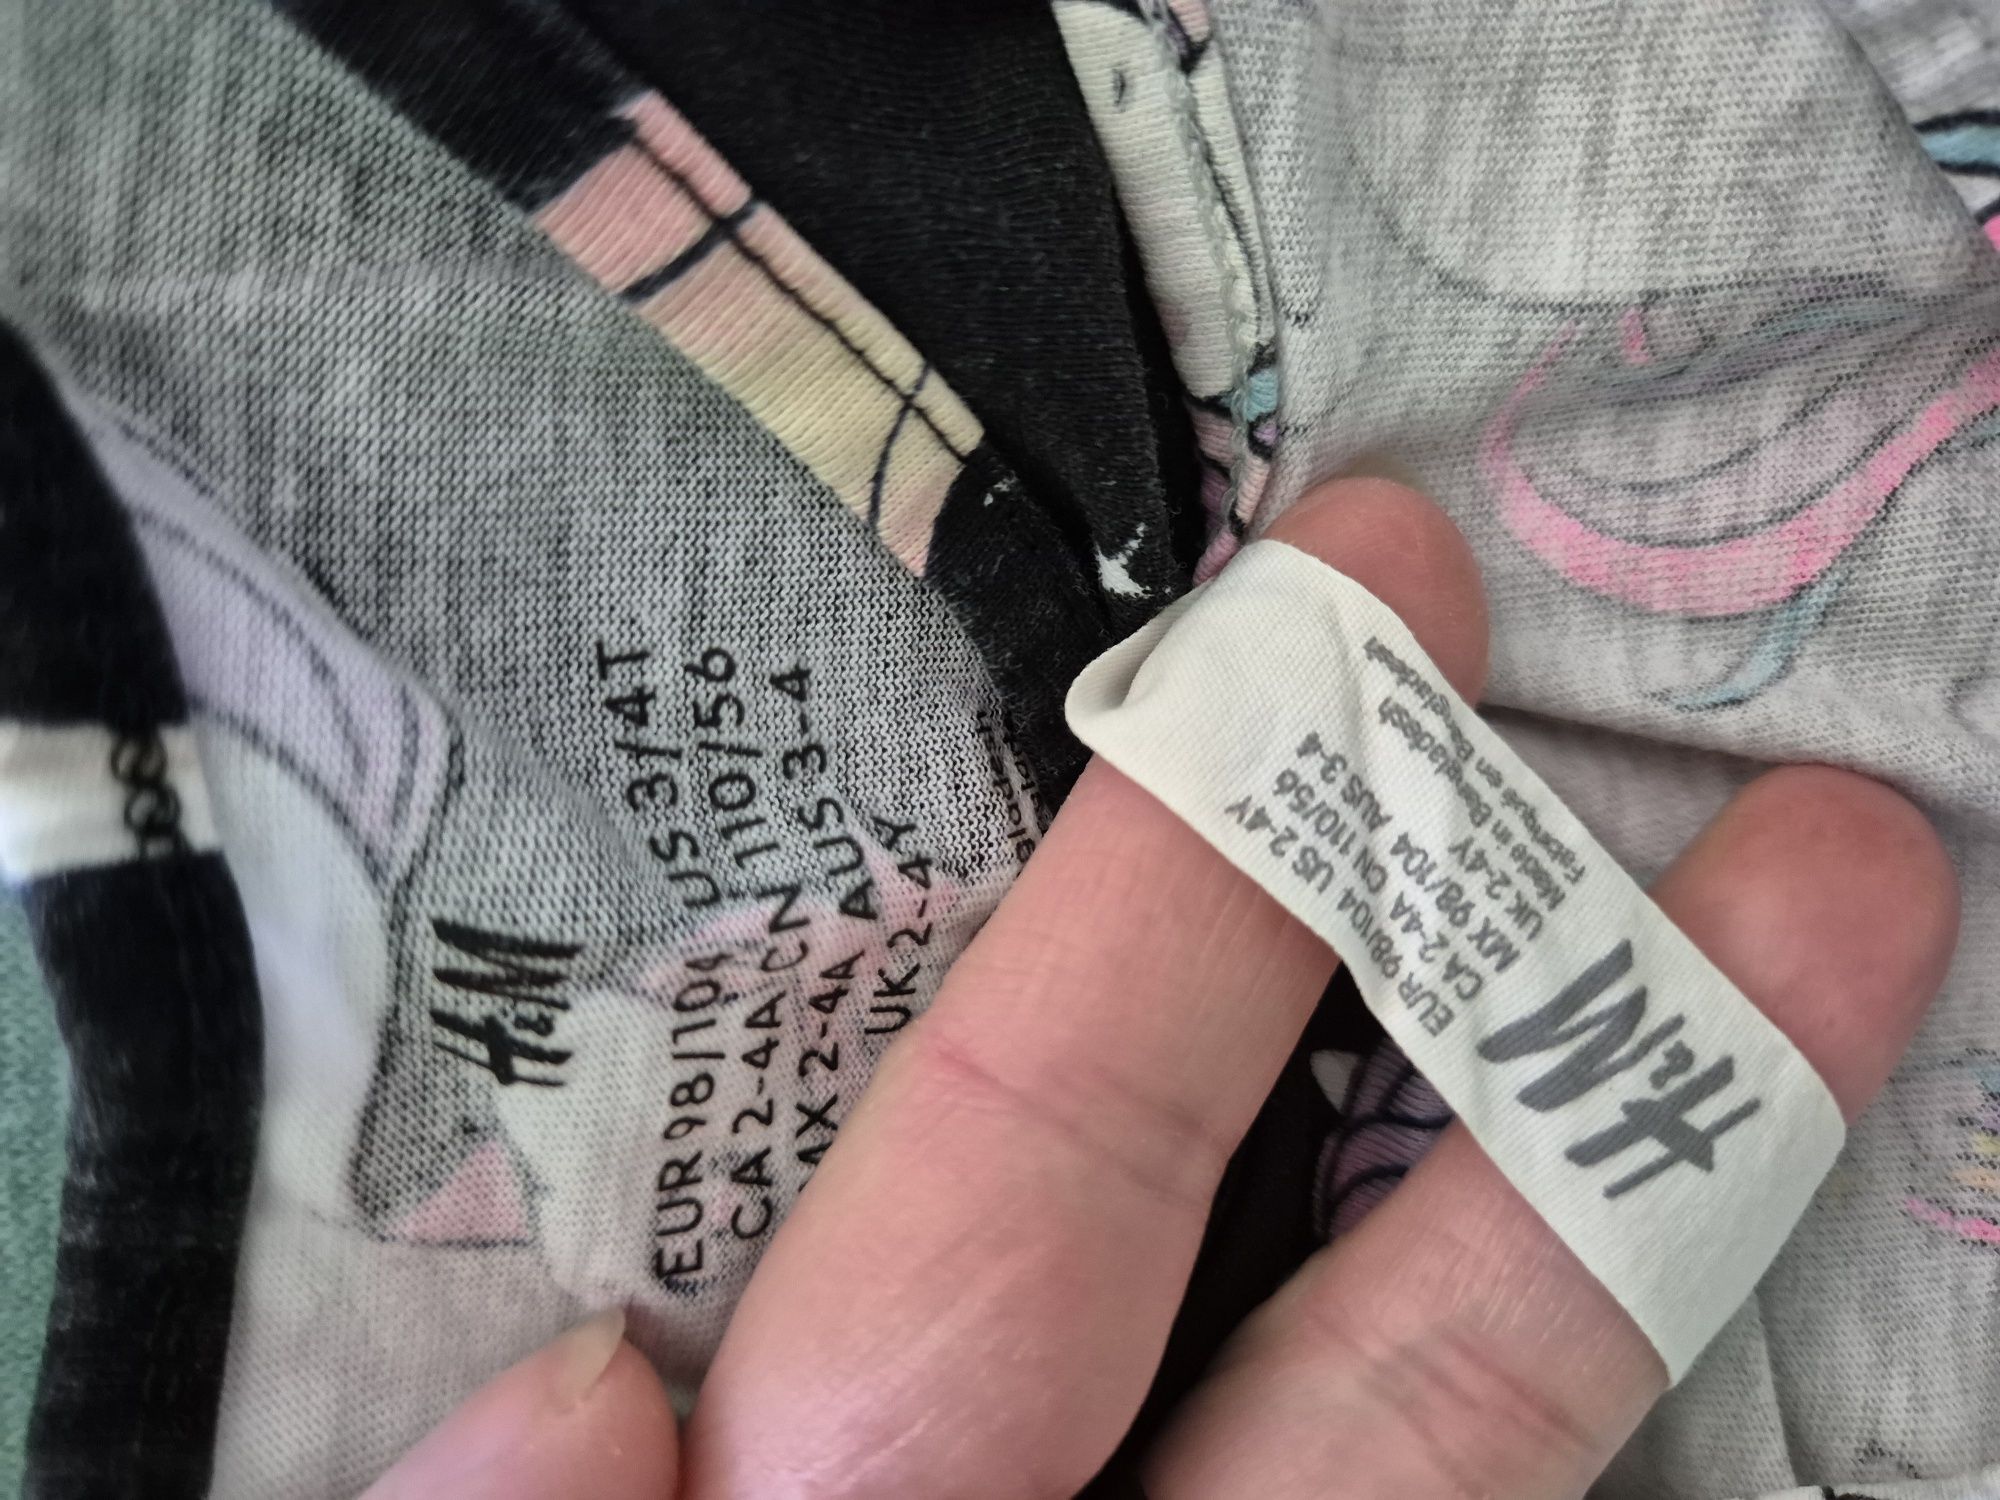 H&M
EUR 98/104 US 3/4T
CA 2-4A CN 110/56
MX 2-4A AUS 3-4
UK 2-4Y
H&M
EUR 98/104 US 2-4Y
CA 2-4A CN 110/56
MX 98/104 AUS 3-4
UK 2-4Y
Made in Bangladesh
Fabriqué en Bangladesh